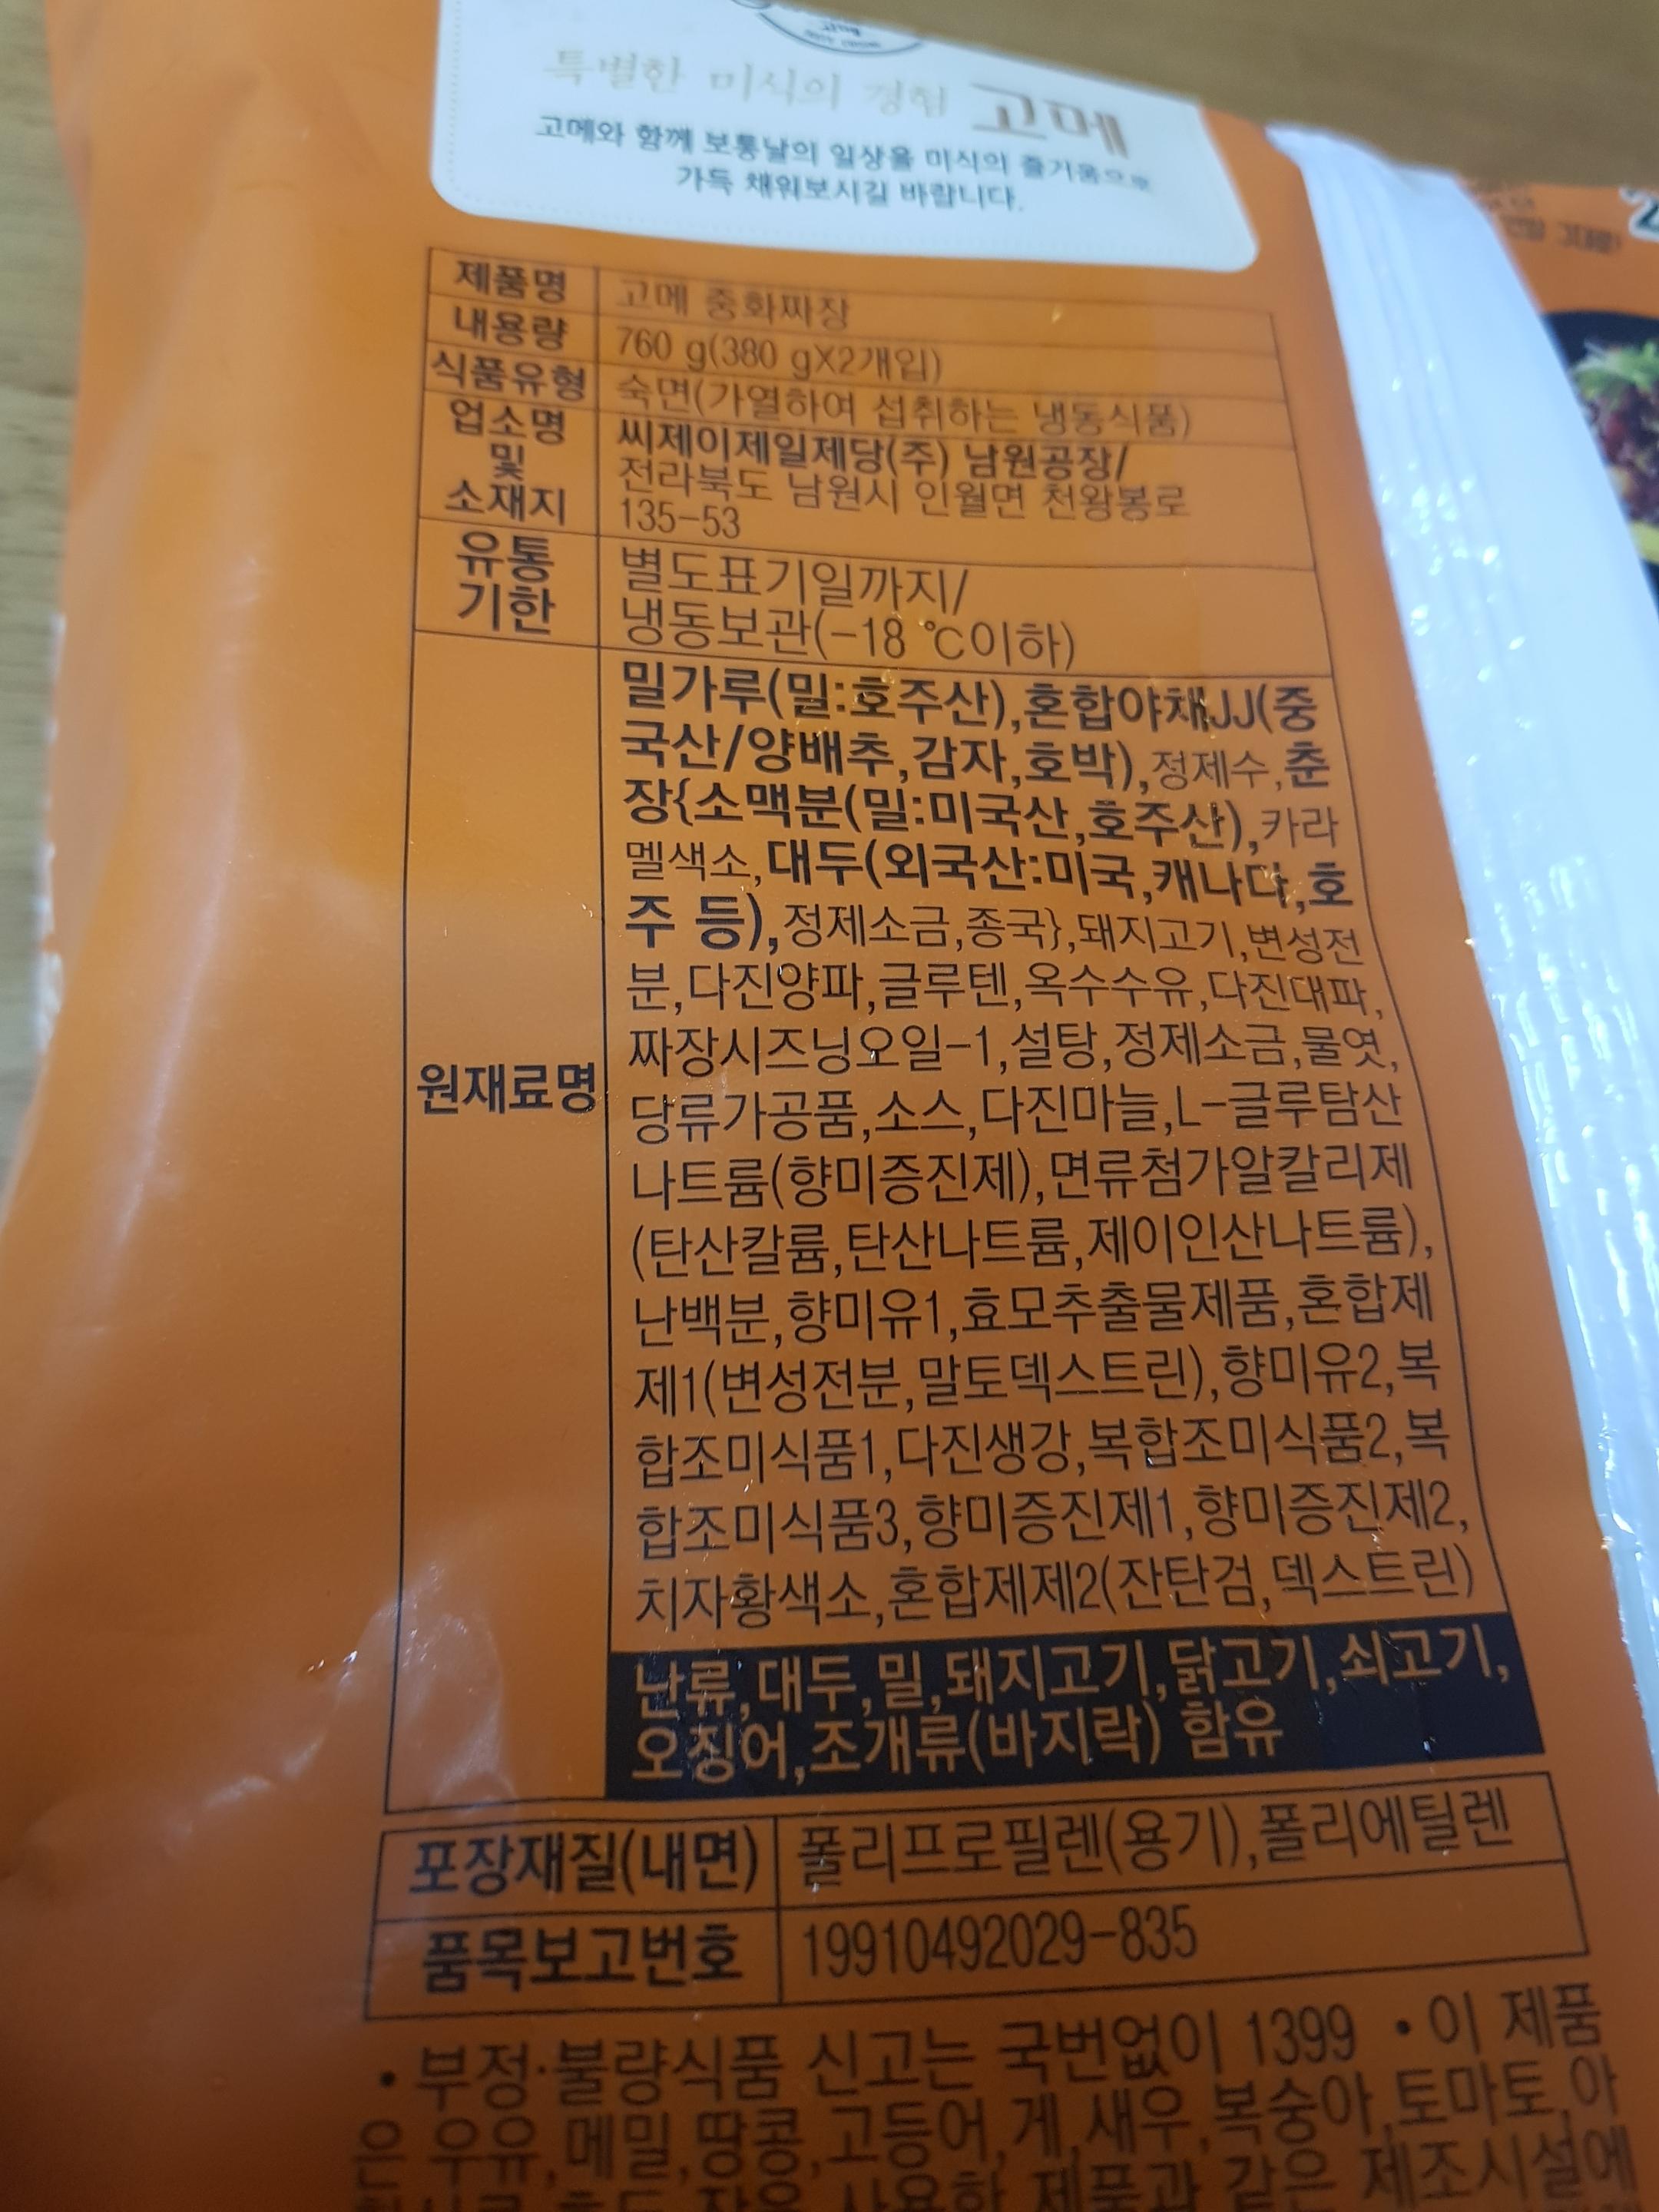 고메
특별한 미식의 경험 고메
고메와 함께 보통날의 일상을 미식의 즐거움으로
가득 채워보시길 바랍니다.
제품명 고메 중화짜장
내용량 760 g(380 gX2개입)
식품유형 숙면(가열하여 섭취하는 냉동식품)
업소명 및 소재지 씨제이제일제당(주) 남원공장/
전라북도 남원시 인월면 천왕봉로
135-53
유통 기한 별도표기일까지/
냉동보관(-18 ℃이하)
원재료명
밀가루(밀:호주산),혼합야채JJ(중
국산/양배추,감자,호박),정제수,춘
장{소맥분(밀:미국산,호주산),카라
멜색소,대두(외국산:미국,캐나다,호
주 등),정제소금,종국},돼지고기,변성전
분,다진양파,글루텐,옥수수유,다진대파,
짜장시즈닝오일-1,설탕,정제소금,물엿,
당류가공품,소스,다진마늘,L-글루탐산
나트륨(향미증진제),면류첨가알칼리제
(탄산칼륨,탄산나트륨,제이인산나트륨),
난백분,향미유1,효모추출물제품,혼합제
제1(변성전분,말토덱스트린),향미유2,복
합조미식품1,다진생강,복합조미식품2,복
합조미식품3,향미증진제1,향미증진제2,
치자황색소,혼합제제2(잔탄검,덱스트린)
난류,대두,밀,돼지고기,닭고기,쇠고기,
오징어,조개류(바지락) 함유
포장재질(내면) 폴리프로필렌(용기),폴리에틸렌
품목보고번호 19910492029-835
• 부정·불량식품 신고는 국번없이 1399 • 이 제품
은 우유,메밀,땅콩,고등어,게,새우,복숭아,토마토,아
사용한 제품과 같은 제조시설에